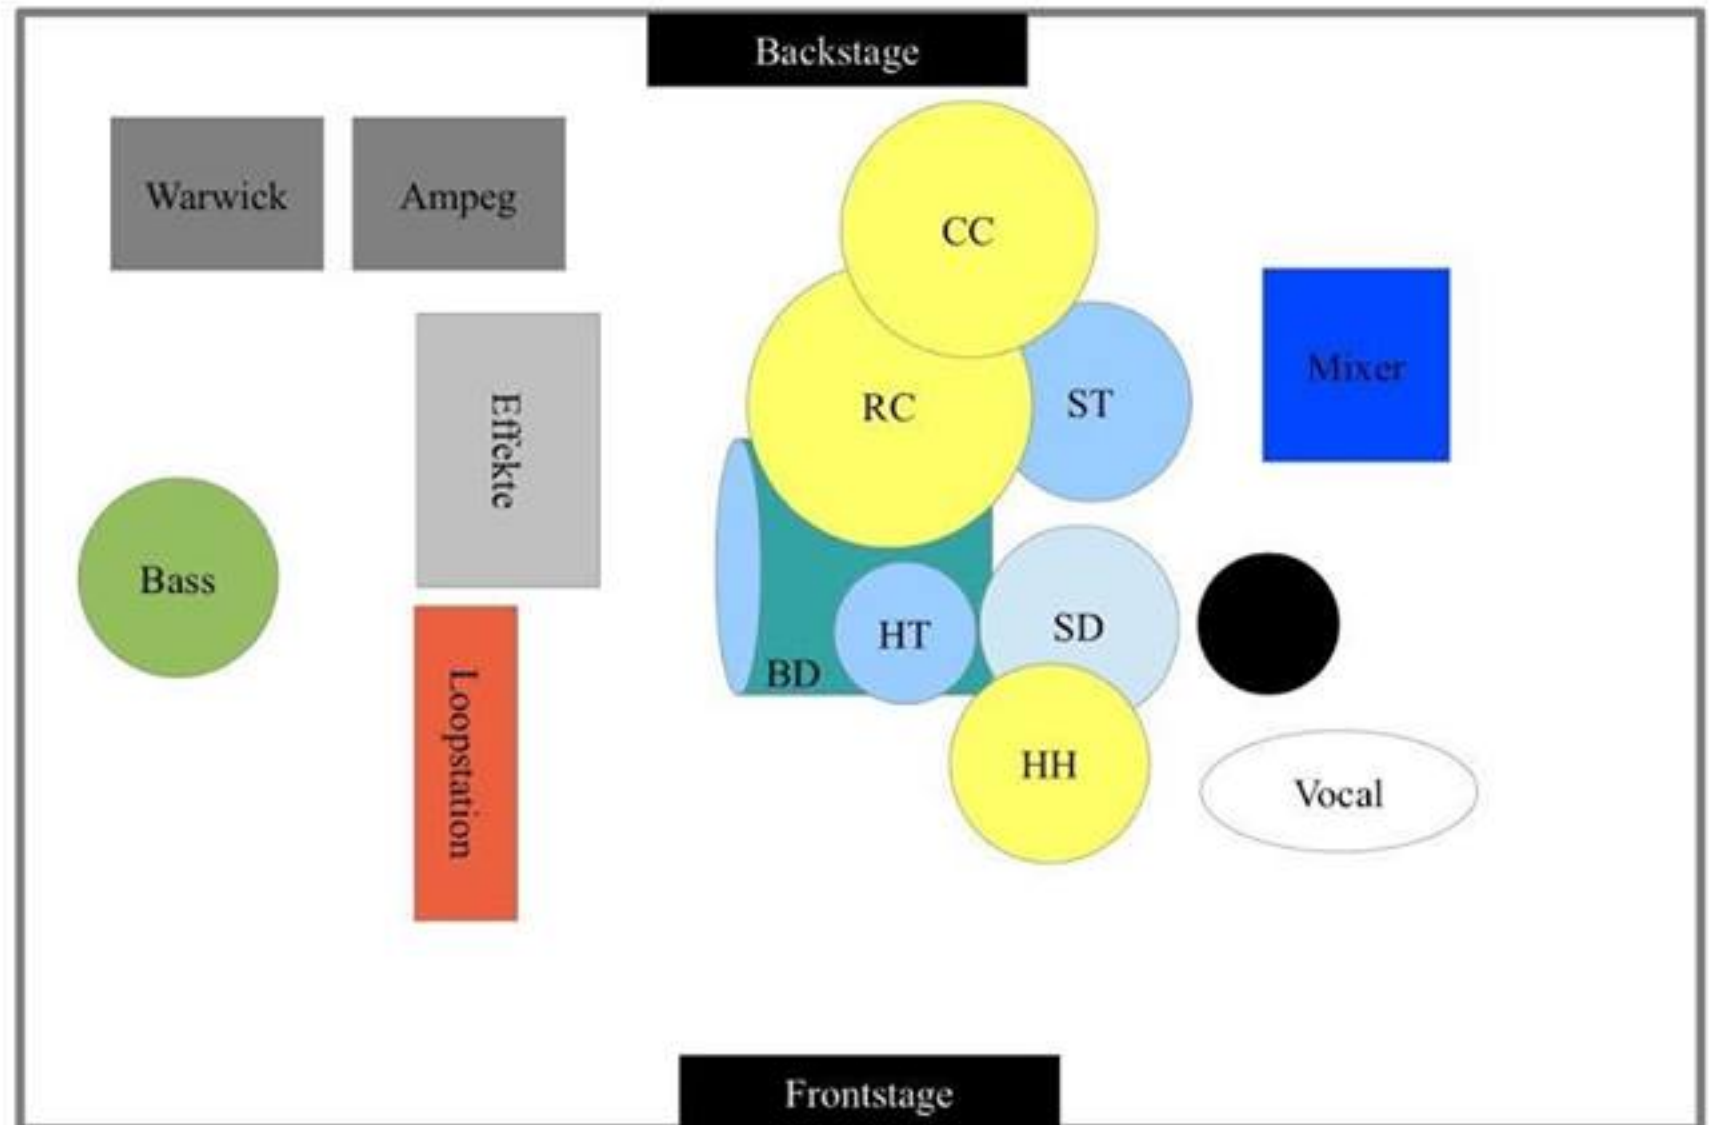 Backstage
Warwick
Ampeg
CC
Mixer
RC
ST
Effekte
Bass
HT
SD
BD
Loopstation
HH
Vocal
Frontstage